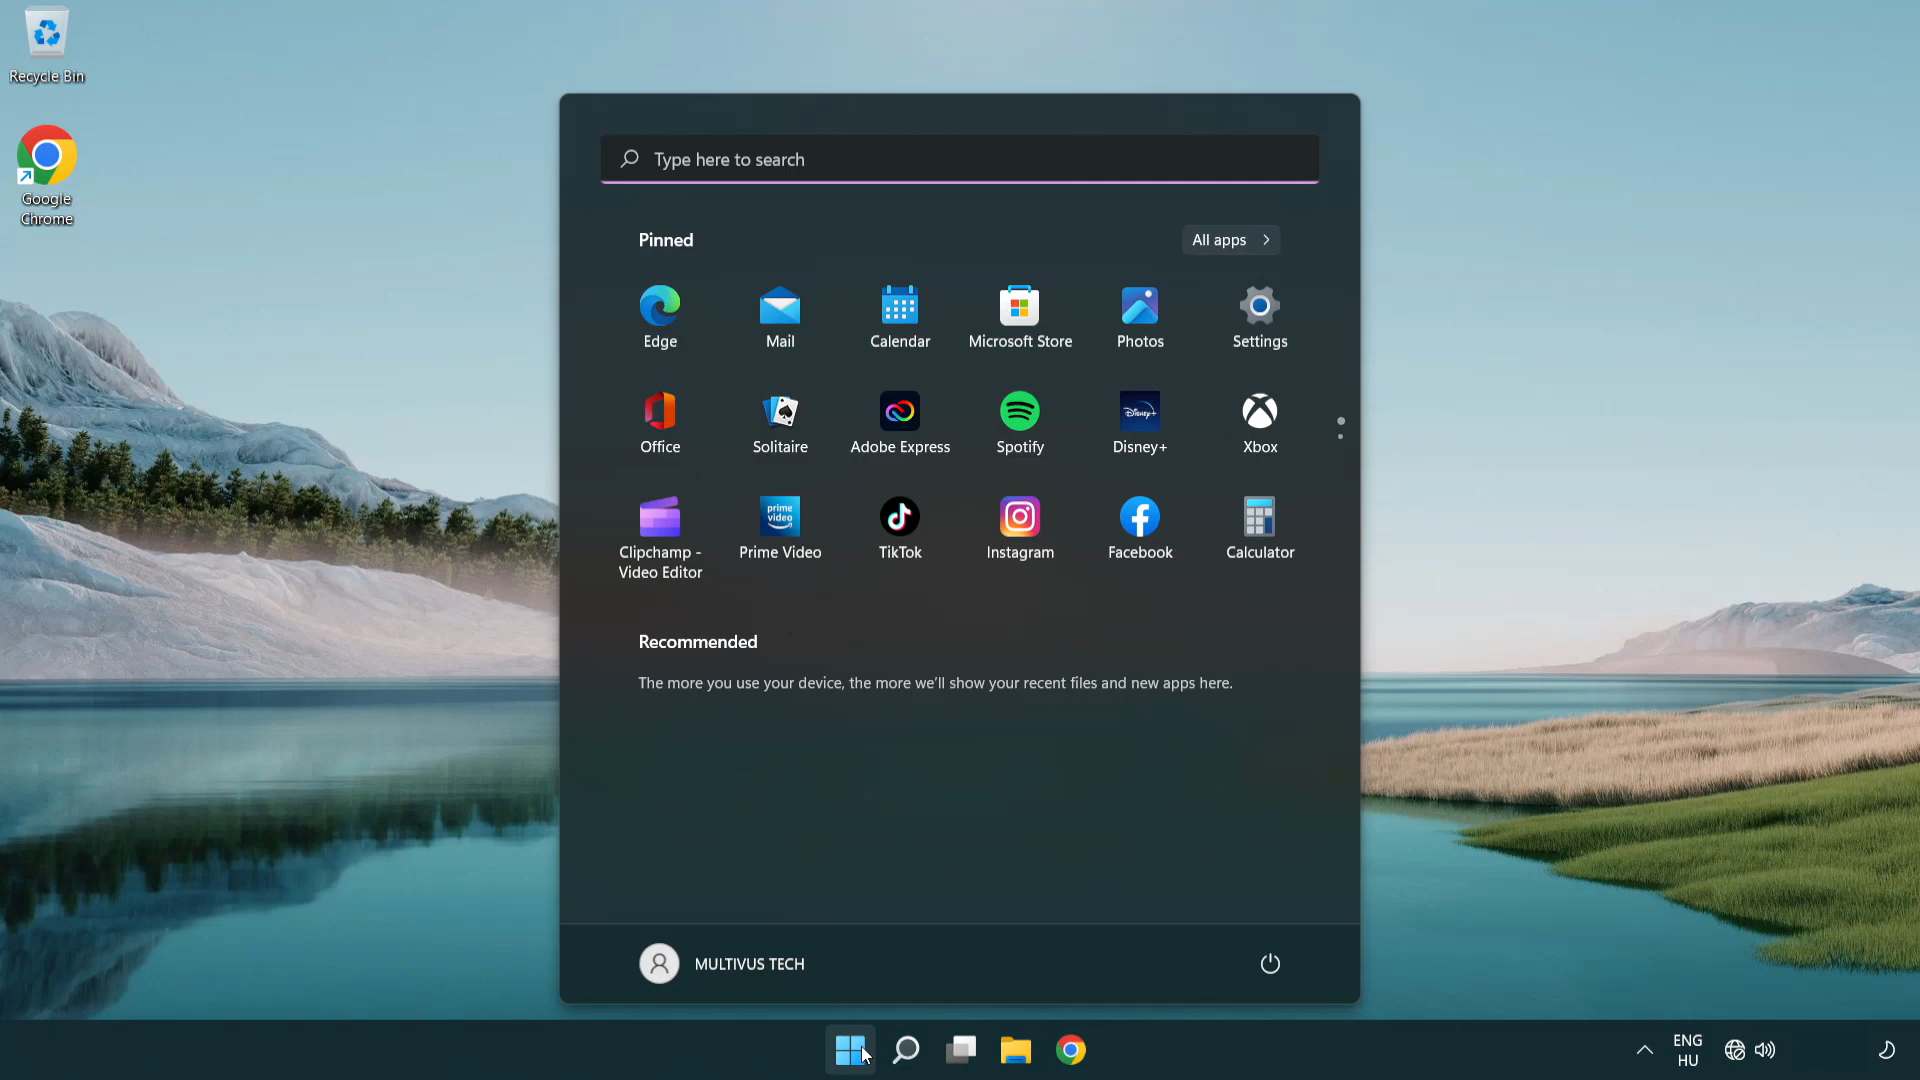 Recycle Bin
Google
Chrome
Type here to search
Pinned
All apps
Edge
Mail
Calendar
Microsoft Store
Photos
Settings
Office
Solitaire
Adobe Express
Spotify
Disney+
Xbox
Clipchamp -
Video Editor
prime
video
Prime Video
TikTok
Instagram
Facebook
Calculator
Recommended
The more you use your device, the more we'll show your recent files and new apps here.
MULTIVUS TECH
ENG
HU